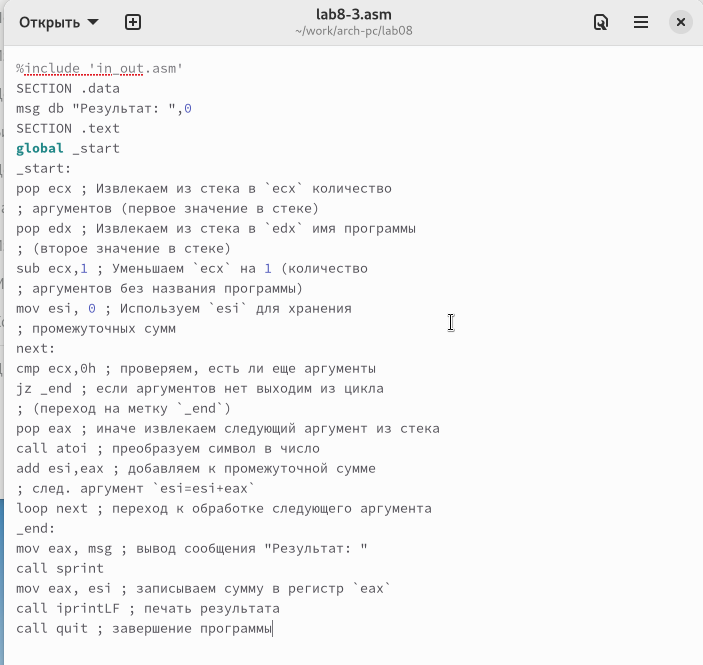 Открыть
lab8-3.asm
~/work/arch-pc/lab08
%include 'in_out.asm'
SECTION .data
msg db "Результат: ",0
SECTION .text
global _start
_start:
pop ecx ; Извлекаем из стека в `ecx` количество
; аргументов (первое значение в стеке)
pop edx ; Извлекаем из стека в `edx` имя программы
; (второе значение в стеке)
sub ecx,1 ; Уменьшаем `ecx` на 1 (количество
; аргументов без названия программы)
mov esi, 0 ; Используем `esi` для хранения
; промежуточных сумм
next:
cmp ecx,0h ; проверяем, есть ли еще аргументы
jz _end ; если аргументов нет выходим из цикла
; (переход на метку `_end`)
pop eax ; иначе извлекаем следующий аргумент из стека
call atoi ; преобразуем символ в число
add esi,eax ; добавляем к промежуточной сумме
; след. аргумент `esi=esi+eax`
loop next ; переход к обработке следующего аргумента
_end:
mov eax, msg ; вывод сообщения "Результат: "
call sprint
mov eax, esi ; записываем сумму в регистр `eax`
call iprintLF ; печать результата
call quit ; завершение программы